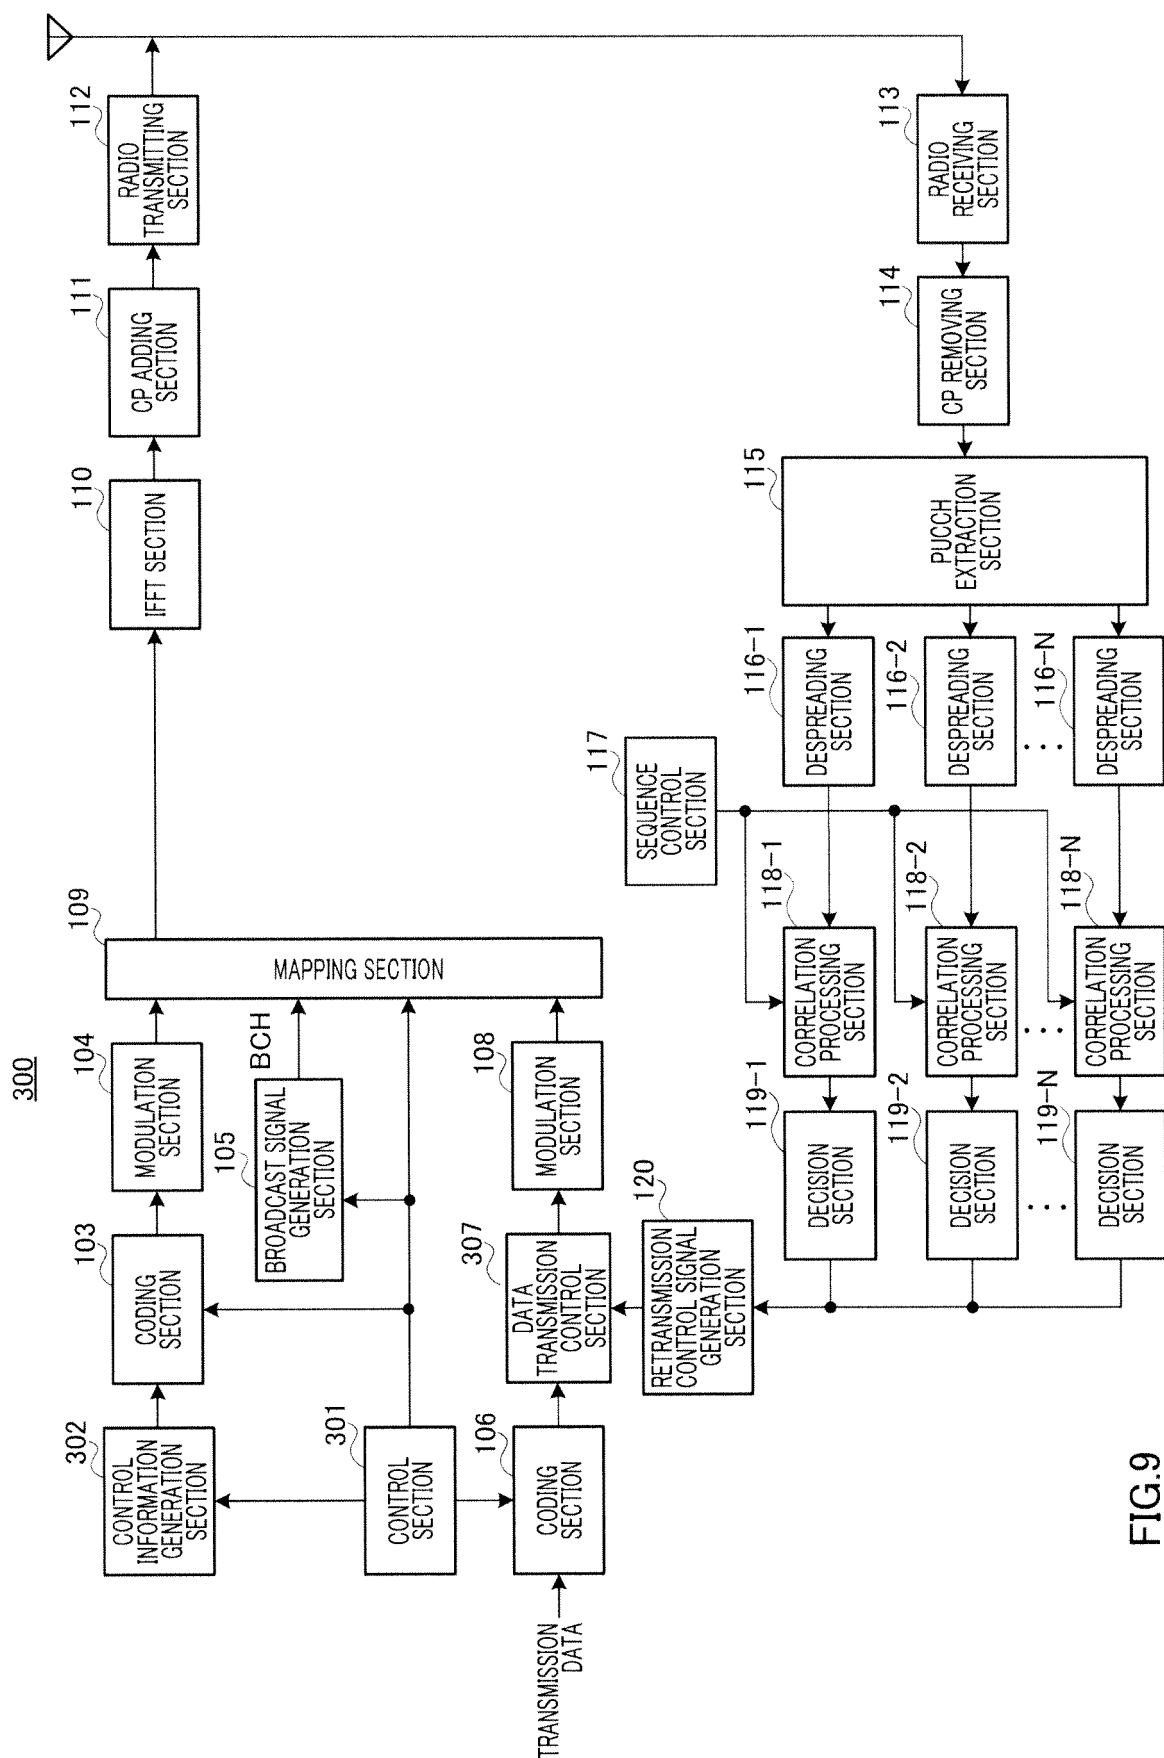 300
302
CONTROL
INFORMATION
GENERATION
SECTION
103
CODING
SECTION
104
MODULATION
SECTION
109
MAPPING SECTION
110
IFFT SECTION
111
CP ADDING
SECTION
112
RADIO
TRANSMITTING
SECTION
105
BROADCAST SIGNAL
GENERATION
SECTION
BCH
301
CONTROL
SECTION
TRANSMISSION
DATA
106
CODING
SECTION
307
DATA
TRANSMISSION
CONTROL
SECTION
108
MODULATION
SECTION
120
RETRANSMISSION
CONTROL SIGNAL
GENERATION
SECTION
117
SEQUENCE
CONTROL
SECTION
119-1
DECISION
SECTION
118-1
CORRELATION
PROCESSING
SECTION
116-1
DESPREADING
SECTION
115
PUCCH
EXTRACTION
SECTION
114
CP REMOVING
SECTION
113
RADIO
RECEIVING
SECTION
119-2
DECISION
SECTION
118-2
CORRELATION
PROCESSING
SECTION
116-2
DESPREADING
SECTION
...
...
...
119-N
DECISION
SECTION
118-N
CORRELATION
PROCESSING
SECTION
116-N
DESPREADING
SECTION
FIG.9